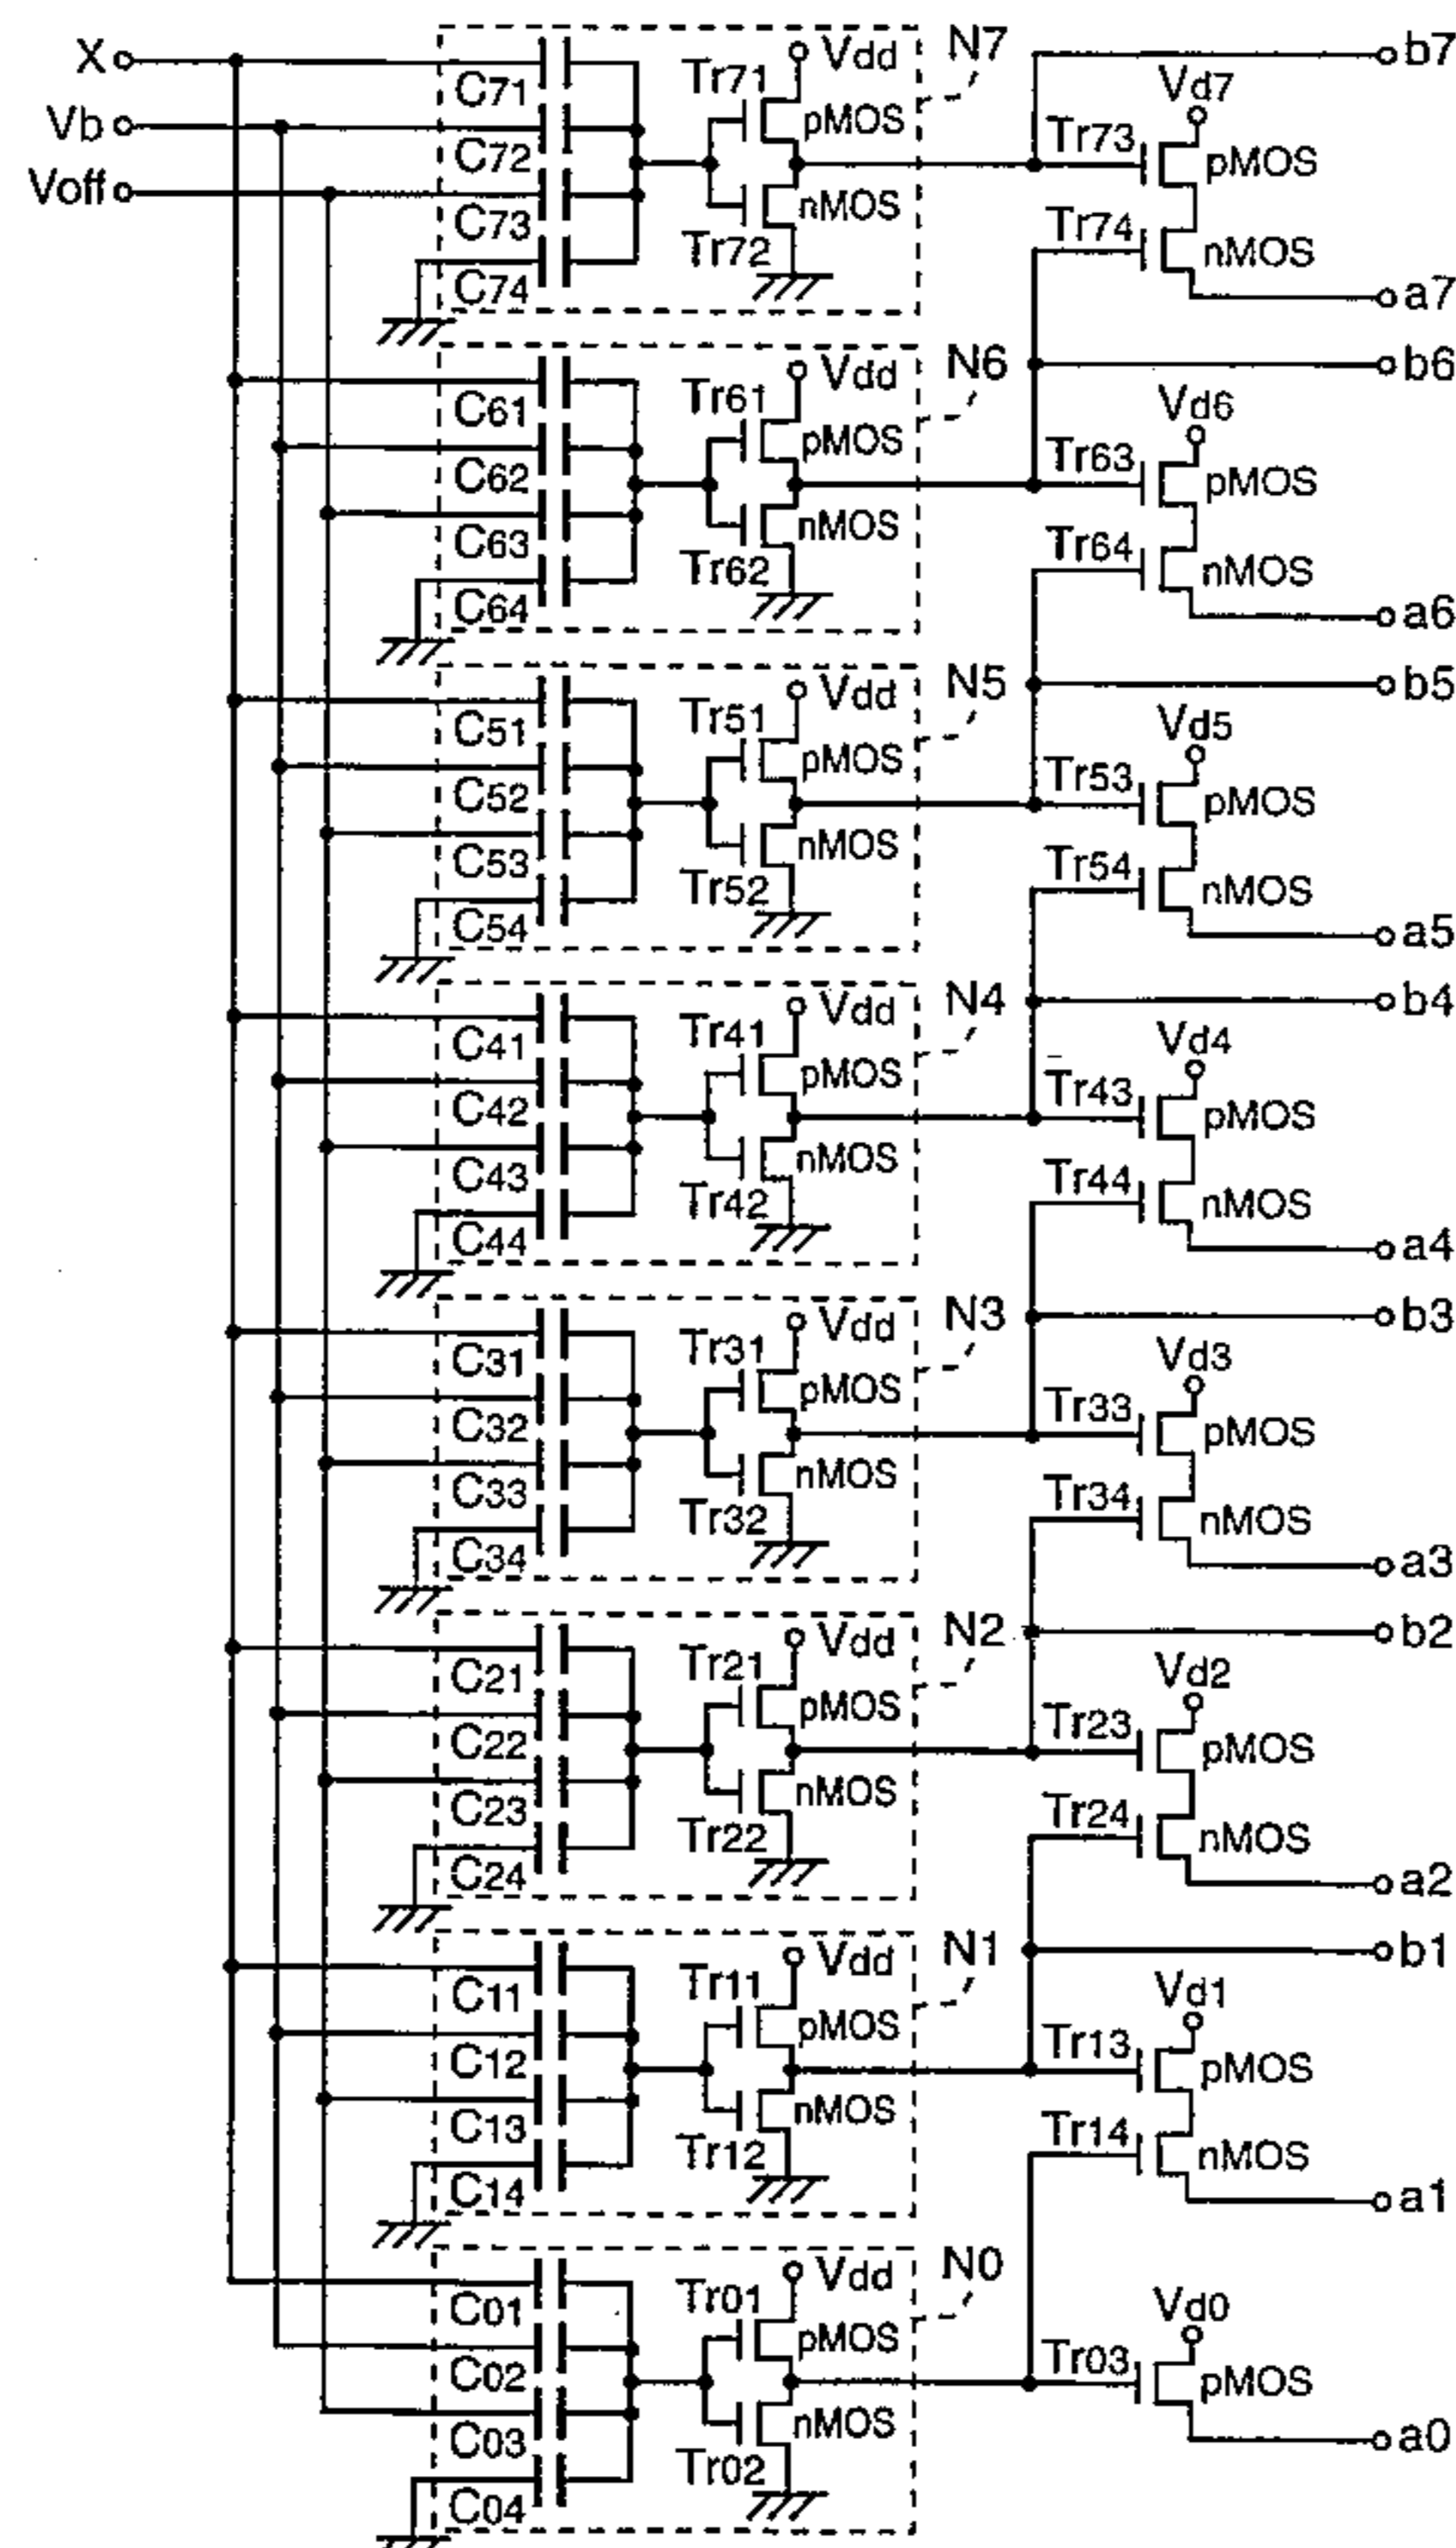 X
Vb
Voff
C71
C72
C73
C74
Tr71
Vdd
pMOS
nMOS
Tr72
N7
b7
Vd7
Tr73
pMOS
Tr74
nMOS
a7
C61
C62
C63
C64
Tr61
Vdd
pMOS
nMOS
Tr62
N6
b6
Vd6
Tr63
pMOS
Tr64
nMOS
a6
C51
C52
C53
C54
Tr51
Vdd
pMOS
nMOS
Tr52
N5
b5
Vd5
Tr53
pMOS
Tr54
nMOS
a5
C41
C42
C43
C44
Tr41
Vdd
pMOS
nMOS
Tr42
N4
b4
Vd4
Tr43
pMOS
Tr44
nMOS
a4
C31
C32
C33
C34
Tr31
Vdd
pMOS
nMOS
Tr32
N3
b3
Vd3
Tr33
pMOS
Tr34
nMOS
a3
C21
C22
C23
C24
Tr21
Vdd
pMOS
nMOS
Tr22
N2
b2
Vd2
Tr23
pMOS
Tr24
nMOS
a2
C11
C12
C13
C14
Tr11
Vdd
pMOS
nMOS
Tr12
N1
b1
Vd1
Tr13
pMOS
Tr14
nMOS
a1
C01
C02
C03
C04
Tr01
Vdd
pMOS
nMOS
Tr02
N0
Vd0
Tr03
pMOS
a0